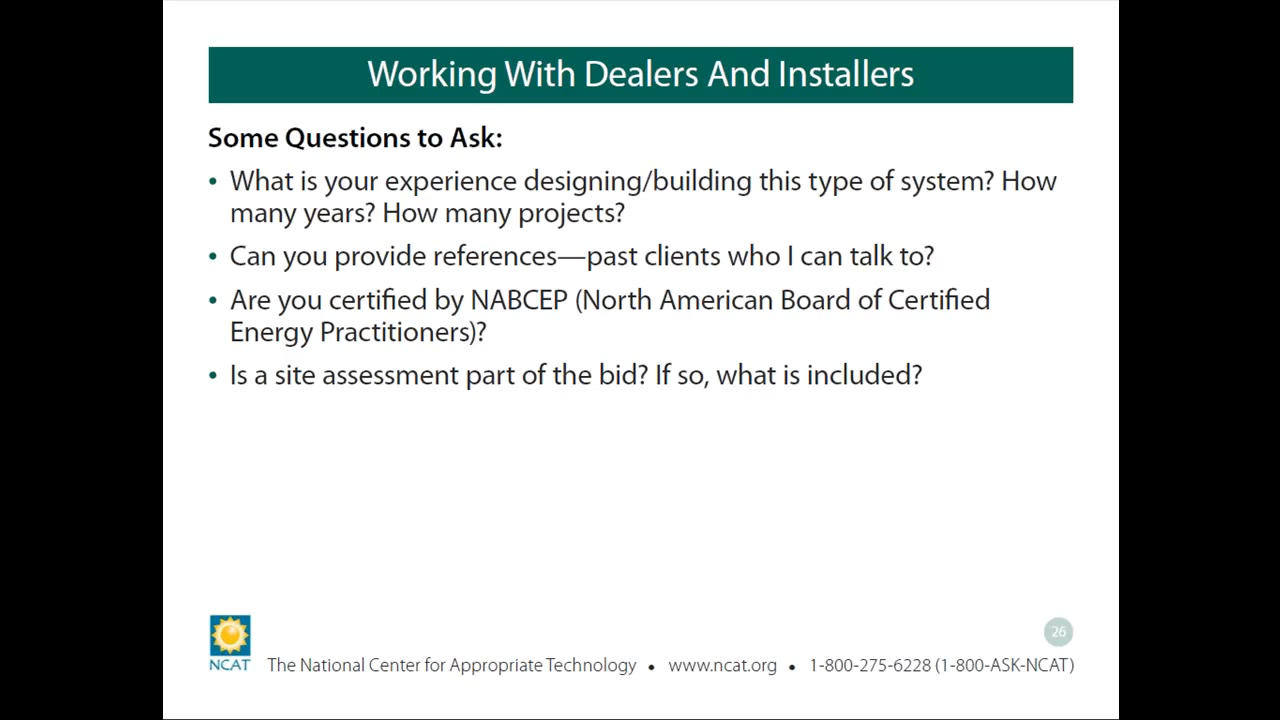 Working With Dealers And Installers
Some Questions to Ask:
• What is your experience designing/building this type of system? How
many years? How many projects?
• Can you provide references—past clients who I can talk to?
• Are you certified by NABCEP (North American Board of Certified
Energy Practitioners)?
• Is a site assessment part of the bid? If so, what is included?
26
NCAT The National Center for Appropriate Technology • www.ncat.org • 1-800-275-6228 (1-800-ASK-NCAT)